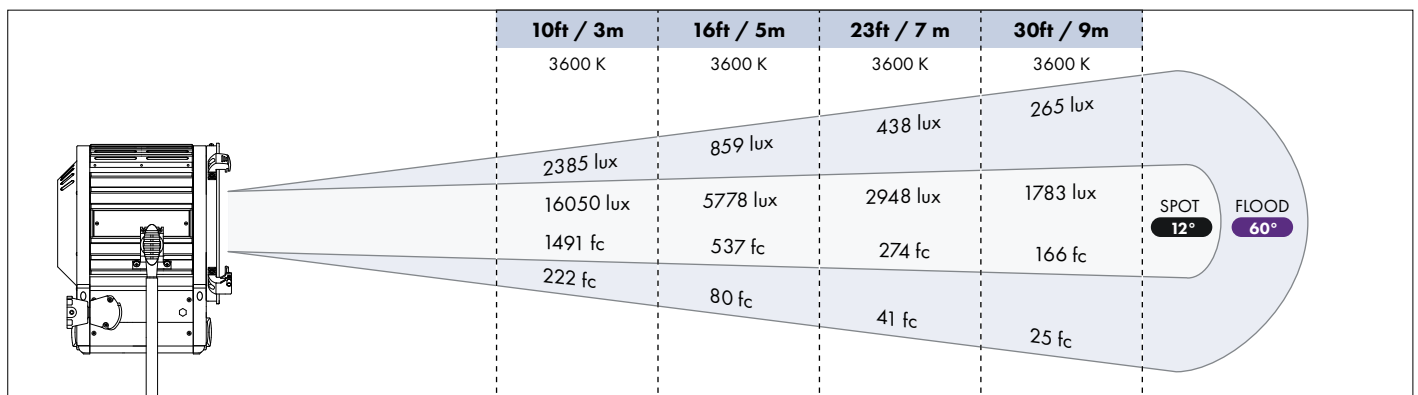 10ft / 3m 16ft / 5m 23ft / 7 m 30ft / 9m
3600 K 3600 K 3600 K 3600 K
2385 lux 859 lux 438 lux 265 lux
16050 lux 5778 lux 2948 lux 1783 lux
SPOT FLOOD
12° 60°
1491 fc 537 fc 274 fc 166 fc
222 fc 80 fc 41 fc 25 fc